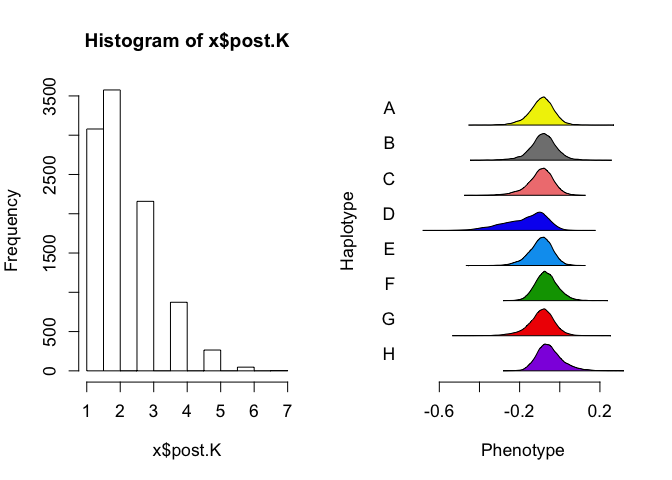 Histogram of x$post.K
Frequency
0
500
1500
2500
3500
1 2 3 4 5 6 7
x$post.K
Haplotype
A
B
C
D
E
F
G
H
-0.6 -0.2 0.2
Phenotype